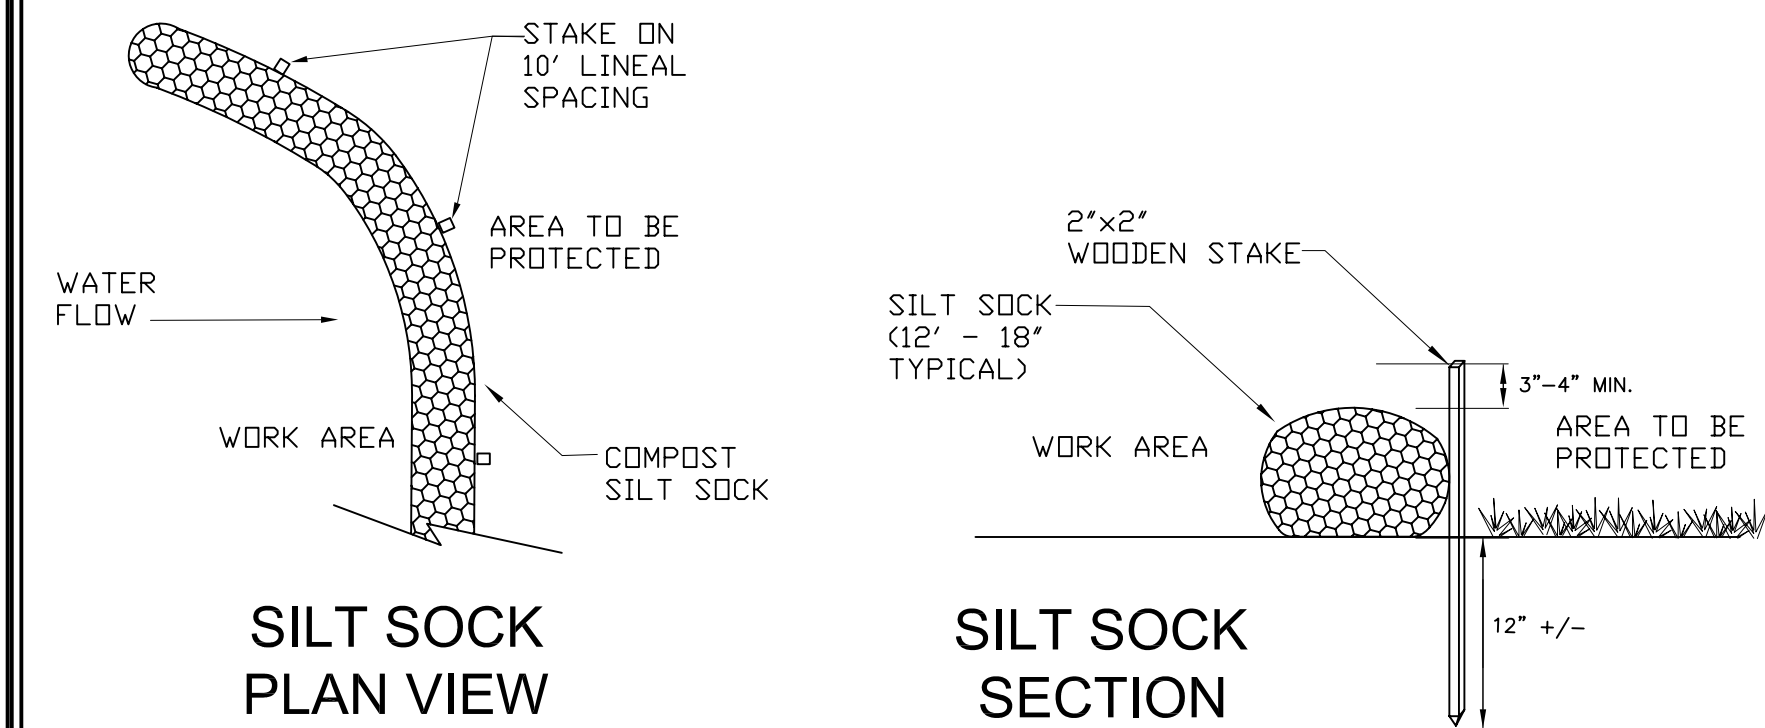 STAKE ON
10' LINEAL
SPACING
AREA TO BE
PROTECTED
WATER
FLOW
WORK AREA
COMPOST
SILT SOCK
SILT SOCK
PLAN VIEW
2"x2"
WOODEN STAKE
SILT SOCK
(12' - 18"
TYPICAL)
3"-4" MIN.
WORK AREA
AREA TO BE
PROTECTED
12" +/-
SILT SOCK
SECTION